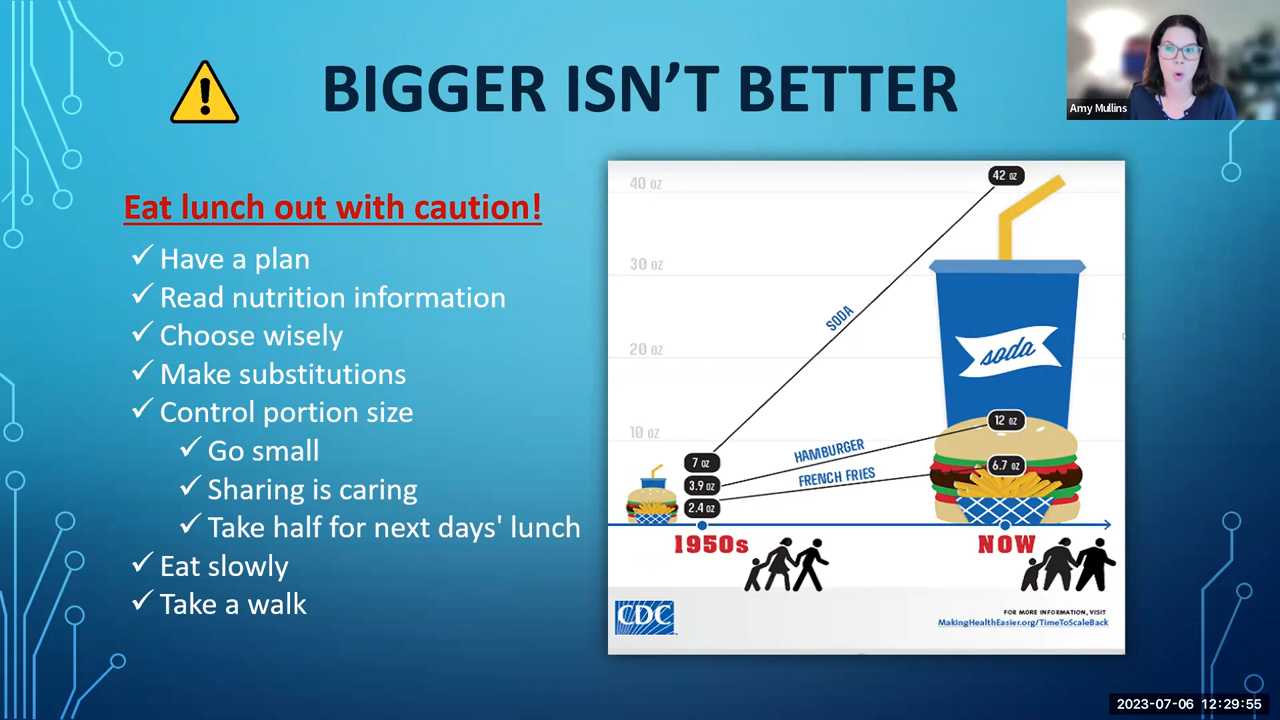 BIGGER ISN'T BETTER
Amy Mullins
Eat lunch out with caution!
✓ Have a plan
✓ Read nutrition information
✓ Choose wisely
✓ Make substitutions
✓ Control portion size
✓ Go small
✓ Sharing is caring
✓ Take half for next days' lunch
✓ Eat slowly
✓ Take a walk
40 OZ
30 OZ
20 OZ
10 OZ
42 OZ
SODA
soda
12 OZ
HAMBURGER
6.7 OZ
FRENCH FRIES
7 OZ
3.9 OZ
2.4 OZ
1950s
NOW
CDC
FOR MORE INFORMATION, VISIT
MakingHealthEasier.org/TimeToScaleBack
2023-07-06 12:29:55